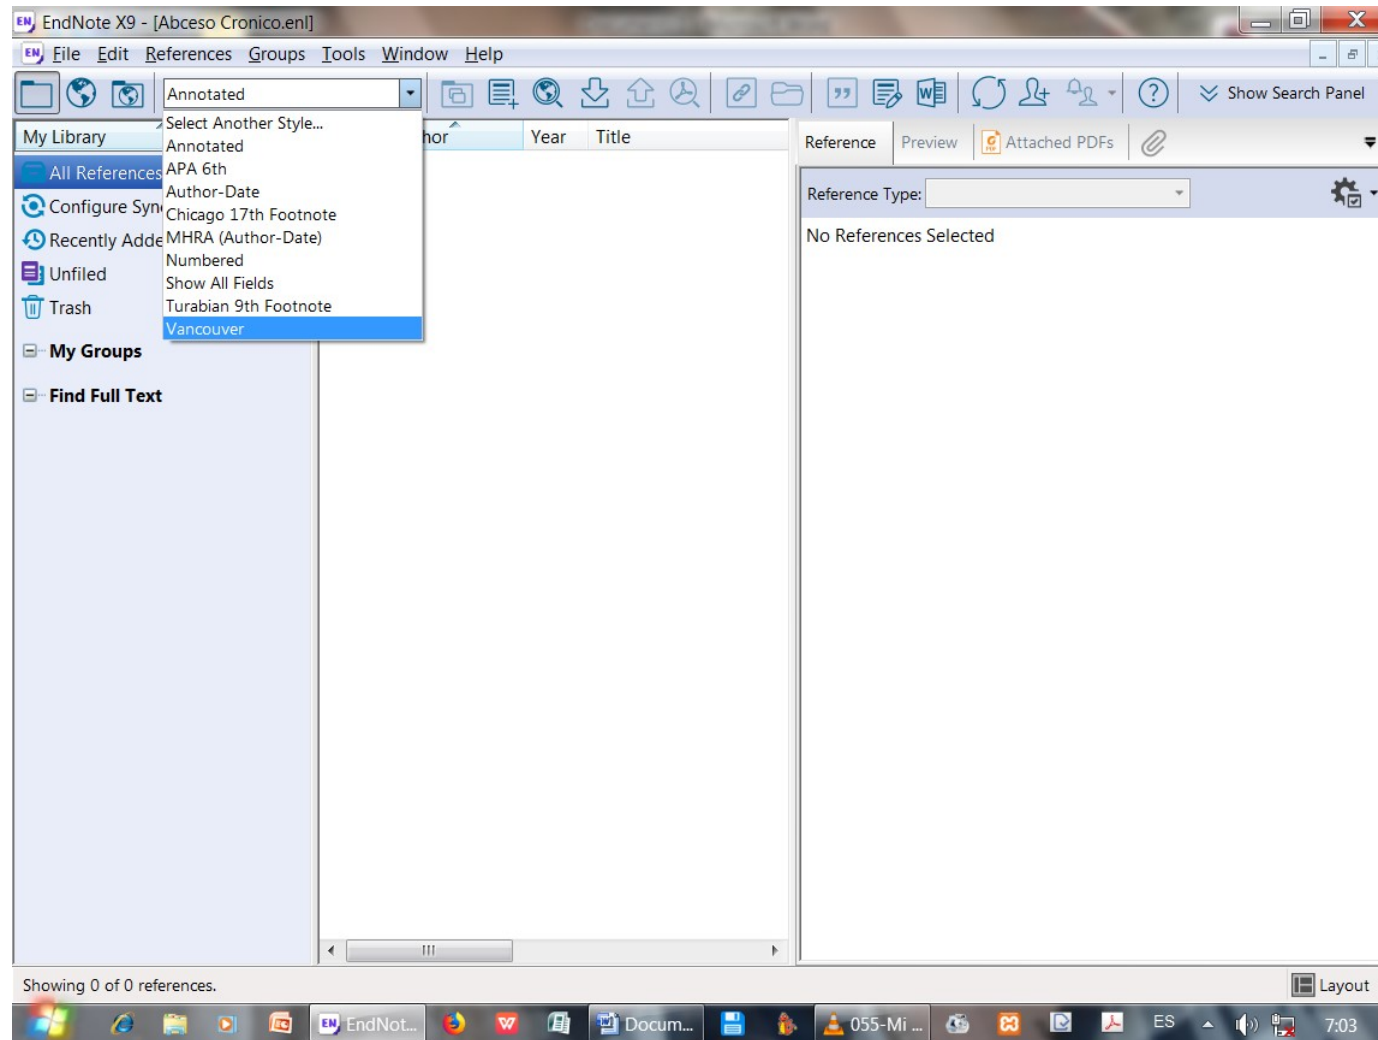 EN EndNote X9 - [Abceso Cronico.enl]
EN File Edit References Groups Tools Window Help
Annotated
Show Search Panel
My Library
Select Another Style...
Annotated
APA 6th
Author-Date
Chicago 17th Footnote
MHRA (Author-Date)
Numbered
Show All Fields
Turabian 9th Footnote
Vancouver
All References
Configure Syn
Recently Adde
Unfiled
Trash
My Groups
Find Full Text
hor Year Title
Reference Preview Attached PDFs
Reference Type:
No References Selected
Showing 0 of 0 references.
Layout
EN EndNot... Docum... 055-Mi ... ES 7:03